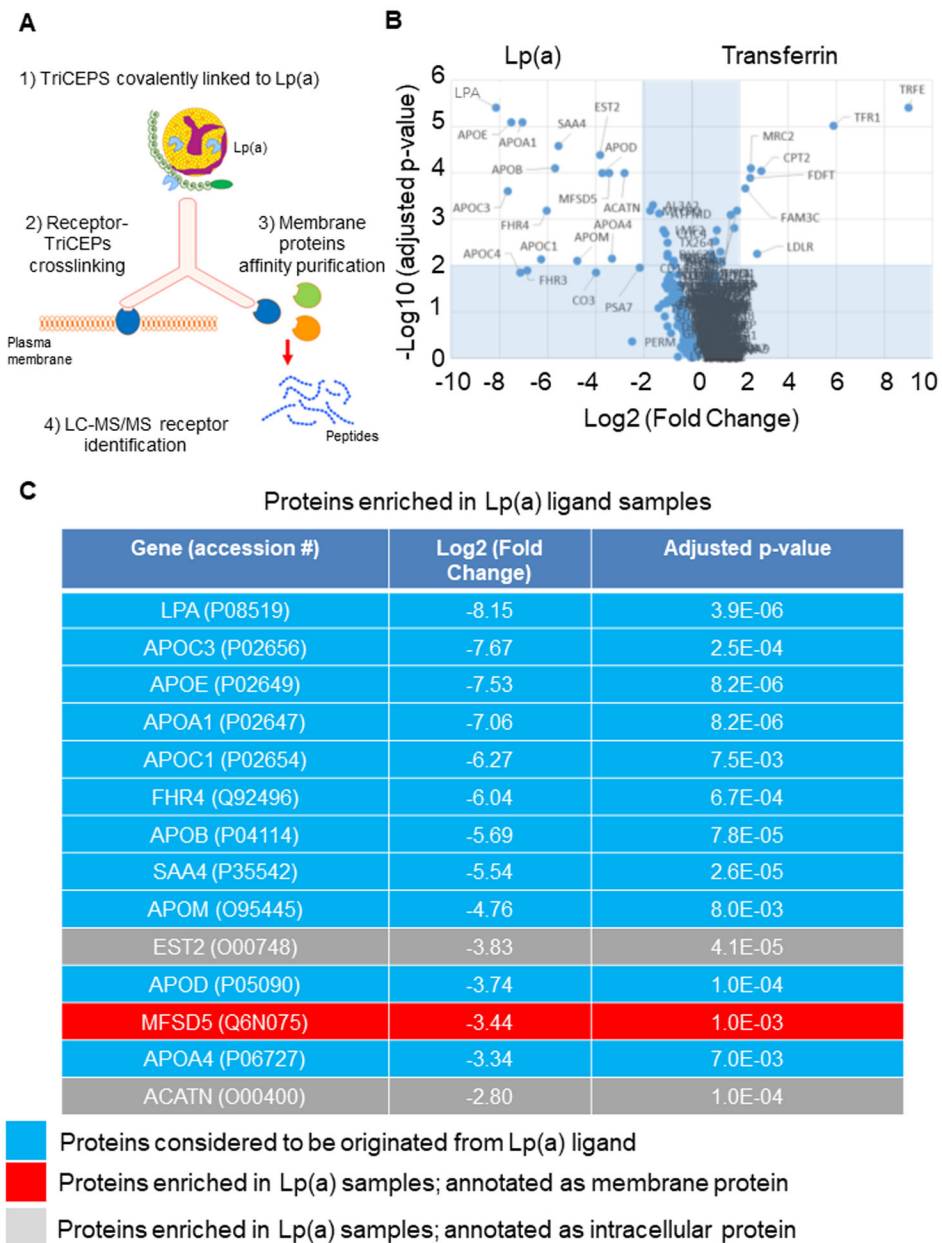 A
1) TriCEPS covalently linked to Lp(a)
Lp(a)
2) Receptor-
TriCEPs
crosslinking
3) Membrane
proteins
affinity purification
Plasma
membrane
4) LC-MS/MS receptor
identification
Peptides
B
Lp(a)
Transferrin
-Log10 (adjusted p-value)
6
5
4
3
2
1
0
LPA
APOE
APOA1
SAA4
EST2
APOD
APOB
MFSD5
ACATN
APOC3
FHR4
APOA4
APOM
APOC1
APOC4
FHR3
CO3
PSA7
PERM
TRFE
TFR1
MRC2
CPT2
FDFT
FAM3C
LDLR
TX264
-10 -8 -6 -4 -2 0 2 4 6 8 10
Log2 (Fold Change)
C
Proteins enriched in Lp(a) ligand samples
Gene (accession #) Log2 (Fold Change) Adjusted p-value
LPA (P08519) -8.15 3.9E-06
APOC3 (P02656) -7.67 2.5E-04
APOE (P02649) -7.53 8.2E-06
APOA1 (P02647) -7.06 8.2E-06
APOC1 (P02654) -6.27 7.5E-03
FHR4 (Q92496) -6.04 6.7E-04
APOB (P04114) -5.69 7.8E-05
SAA4 (P35542) -5.54 2.6E-05
APOM (O95445) -4.76 8.0E-03
EST2 (O00748) -3.83 4.1E-05
APOD (P05090) -3.74 1.0E-04
MFSD5 (Q6N075) -3.44 1.0E-03
APOA4 (P06727) -3.34 7.0E-03
ACATN (O00400) -2.80 1.0E-04
Proteins considered to be originated from Lp(a) ligand
Proteins enriched in Lp(a) samples; annotated as membrane protein
Proteins enriched in Lp(a) samples; annotated as intracellular protein